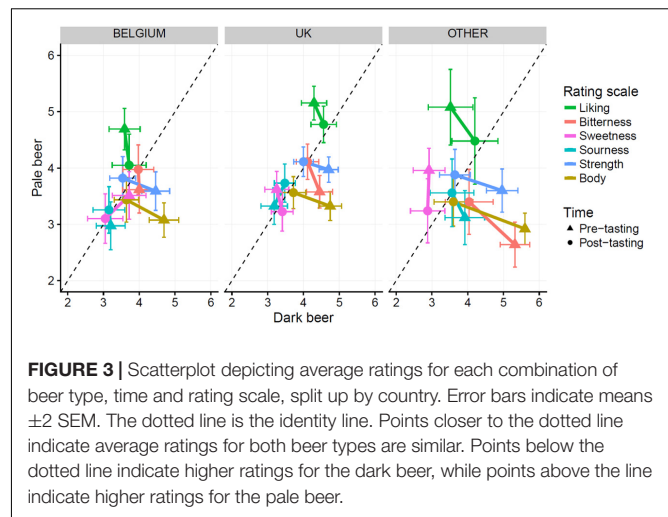 BELGIUM UK OTHER
6
5
4
3
2
Pale beer
2 3 4 5 6 2 3 4 5 6 2 3 4 5 6
Dark beer
Rating scale
Liking
Bitterness
Sweetness
Sourness
Strength
Body
Time
Pre-tasting
Post-tasting
FIGURE 3 | Scatterplot depicting average ratings for each combination of
beer type, time and rating scale, split up by country. Error bars indicate means
±2 SEM. The dotted line is the identity line. Points closer to the dotted line
indicate average ratings for both beer types are similar. Points below the
dotted line indicate higher ratings for the dark beer, while points above the line
indicate higher ratings for the pale beer.